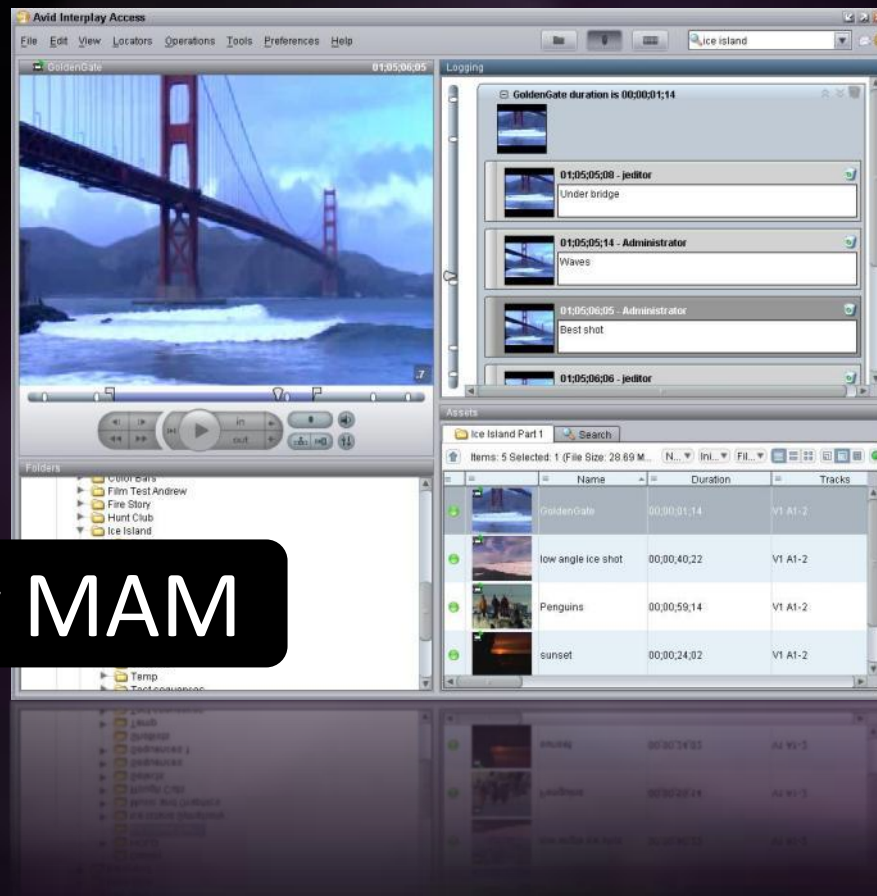 Avid Interplay Access
File Edit View Locators Operations Tools Preferences Help
ice island
GoldenGate 01;05;06;05
Logging
GoldenGate duration is 00;00;01;14
01;05;05;08 - jeditor
Under bridge
01;05;05;14 - Administrator
Waves
01;05;06;05 - Administrator
Best shot
01;05;06;06 - jeditor
.7
in
out
Assets
Ice Island Part 1 Search
Items: 5 Selected: 1 (File Size: 28.69 M... N... Ini... Fil...
Name Duration Tracks
GoldenGate 00;00;01;14 V1 A1-2
low angle ice shot 00;00;40;22 V1 A1-2
Penguins 00;00;59;14 V1 A1-2
sunset 00;00;24;02 V1 A1-2
Folders
Color Bars
Film Test Andrew
Fire Story
Hunt Club
Ice Island
MAM
Temp
Test sequences